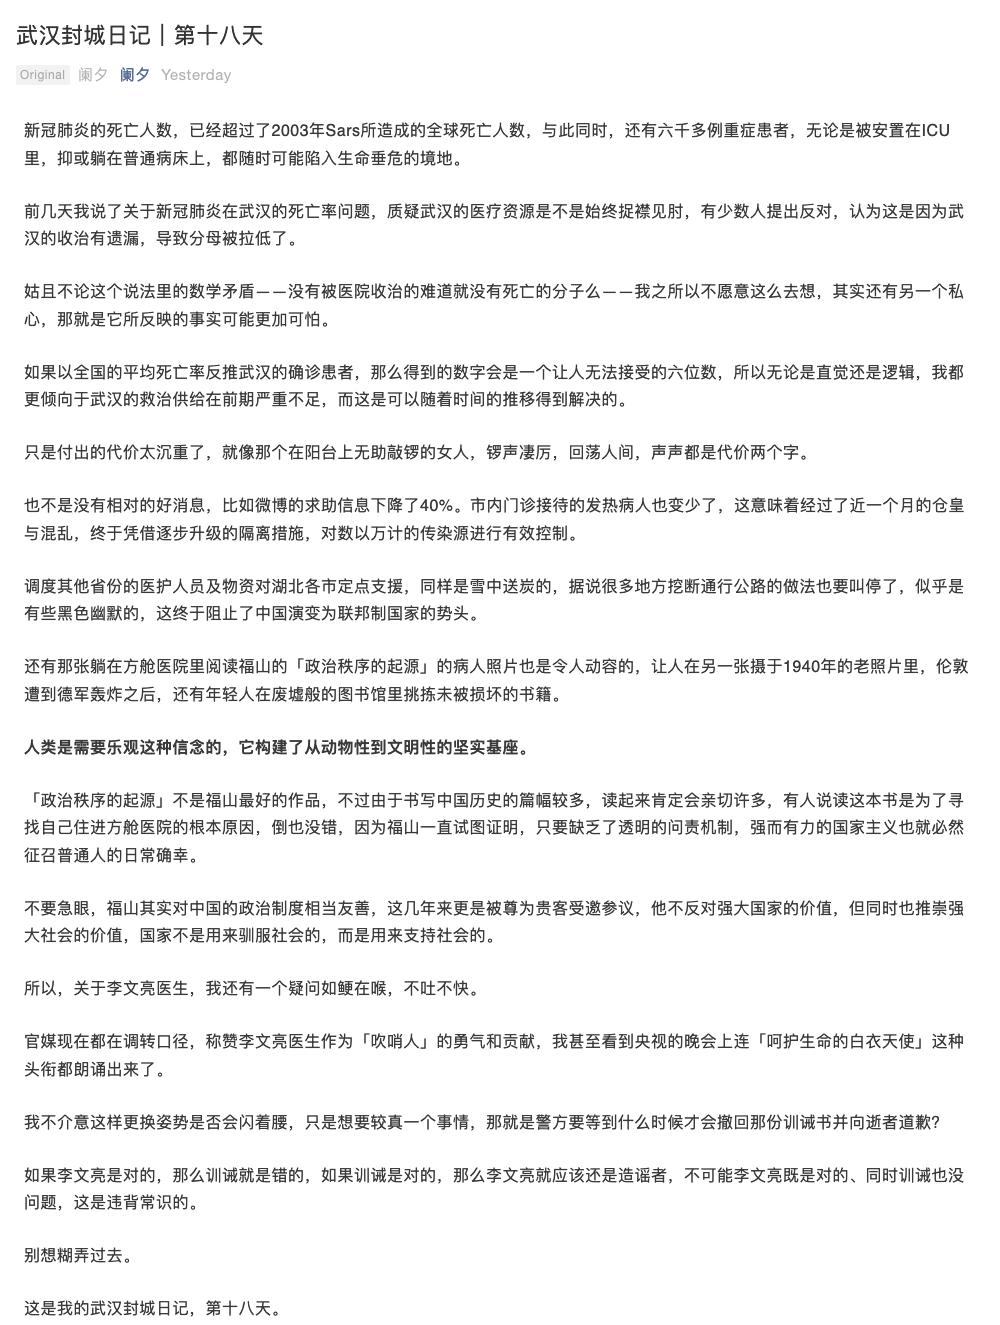 武汉封城日记｜第十八天
Original 阑夕 阑夕 Yesterday
新冠肺炎的死亡人数，已经超过了2003年Sars所造成的全球死亡人数，与此同时，还有六千多例重症患者，无论是被安置在ICU
里，抑或躺在普通病床上，都随时可能陷入生命垂危的境地。
前几天我说了关于新冠肺炎在武汉的死亡率问题，质疑武汉的医疗资源是不是始终捉襟见肘，有少数人提出反对，认为这是因为武
汉的收治有遗漏，导致分母被拉低了。
姑且不论这个说法里的数学矛盾——没有被医院收治的难道就没有死亡的分子么——我之所以不愿意这么去想，其实还有另一个私
心，那就是它所反映的事实可能更加可怕。
如果以全国的平均死亡率反推武汉的确诊患者，那么得到的数字会是一个让人无法接受的六位数，所以无论是直觉还是逻辑，我都
更倾向于武汉的救治供给在前期严重不足，而这是可以随着时间的推移得到解决的。
只是付出的代价太沉重了，就像那个在阳台上无助敲锣的女人，锣声凄厉，回荡人间，声声都是代价两个字。
也不是没有相对的好消息，比如微博的求助信息下降了40%。市内门诊接待的发热病人也变少了，这意味着经过了近一个月的仓皇
与混乱，终于凭借逐步升级的隔离措施，对数以万计的传染源进行有效控制。
调度其他省份的医护人员及物资对湖北各市定点支援，同样是雪中送炭的，据说很多地方挖断通行公路的做法也要叫停了，似乎是
有些黑色幽默的，这终于阻止了中国演变为联邦制国家的势头。
还有那张躺在方舱医院里阅读福山的「政治秩序的起源」的病人照片也是令人动容的，让人在另一张摄于1940年的老照片里，伦敦
遭到德军轰炸之后，还有年轻人在废墟般的图书馆里挑拣未被损坏的书籍。
人类是需要乐观这种信念的，它构建了从动物性到文明性的坚实基座。
「政治秩序的起源」不是福山最好的作品，不过由于书写中国历史的篇幅较多，读起来肯定会亲切许多，有人说读这本书是为了寻
找自己住进方舱医院的根本原因，倒也没错，因为福山一直试图证明，只要缺乏了透明的问责机制，强而有力的国家主义也就必然
征召普通人的日常确幸。
不要急眼，福山其实对中国的政治制度相当友善，这几年来更是被尊为贵客受邀参议，他不反对强大国家的价值，但同时也推崇强
大社会的价值，国家不是用来驯服社会的，而是用来支持社会的。
所以，关于李文亮医生，我还有一个疑问如鲠在喉，不吐不快。
官媒现在都在调转口径，称赞李文亮医生作为「吹哨人」的勇气和贡献，我甚至看到央视的晚会上连「呵护生命的白衣天使」这种
头衔都朗诵出来了。
我不介意这样更换姿势是否会闪着腰，只是想要较真一个事情，那就是警方要等到什么时候才会撤回那份训诫书并向逝者道歉？
如果李文亮是对的，那么训诫就是错的，如果训诫是对的，那么李文亮就应该还是造谣者，不可能李文亮既是对的、同时训诫也没
问题，这是违背常识的。
别想糊弄过去。
这是我的武汉封城日记，第十八天。